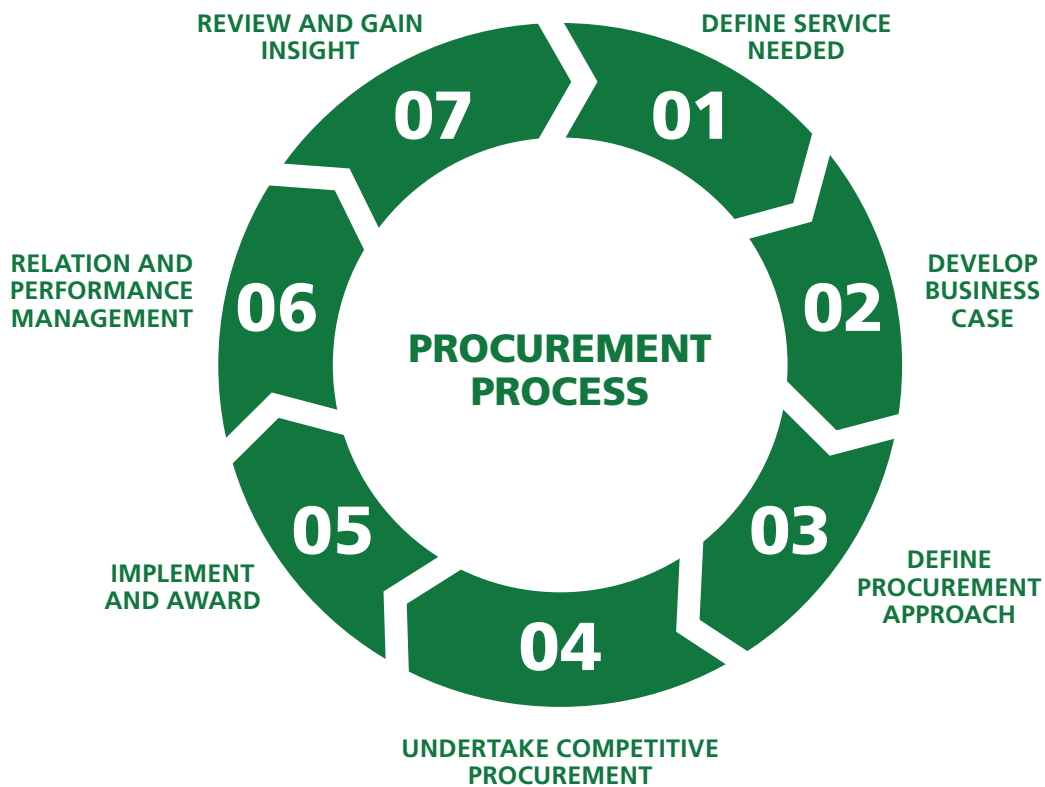 PROCUREMENT
PROCESS
01
DEFINE SERVICE
NEEDED
02
DEVELOP
BUSINESS
CASE
03
DEFINE
PROCUREMENT
APPROACH
04
UNDERTAKE COMPETITIVE
PROCUREMENT
05
IMPLEMENT
AND AWARD
06
RELATION AND
PERFORMANCE
MANAGEMENT
07
REVIEW AND GAIN
INSIGHT